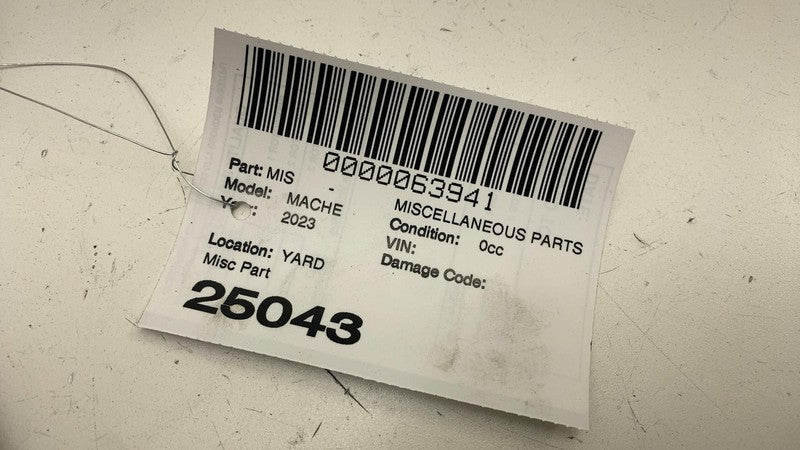 0000063941
Part: MIS - MISCELLANEOUS PARTS
Model: MACHE Condition: 0cc
2023 VIN:
Location: YARD Damage Code:
Misc Part
25043